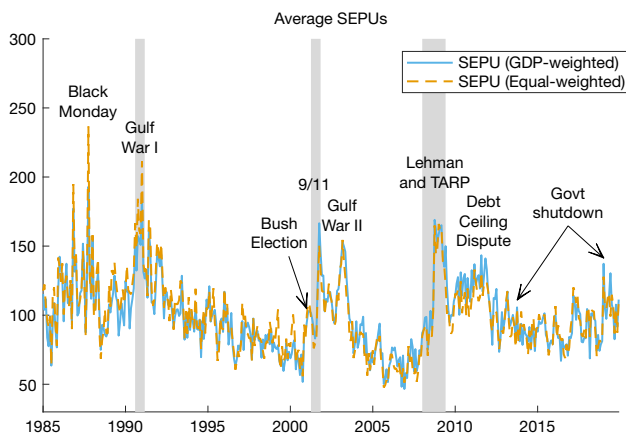 Average SEPUs
300
250
200
150
100
50
1985
1990
1995
2000
2005
2010
2015
SEPU (GDP-weighted)
SEPU (Equal-weighted)
Black
Monday
Gulf
War I
Bush
Election
9/11
Gulf
War II
Lehman
and TARP
Debt
Ceiling
Dispute
Govt
shutdown